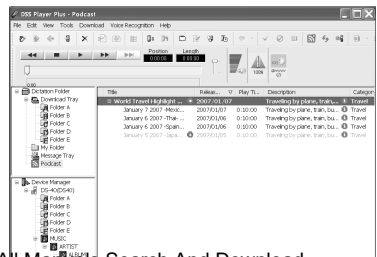 DSS Player Plus - Podcast
File Edit View Tools Download Voice Recognition Help
Position Length
0:00:00 0:00:00
100%
0:00
Dictation Folder
Download Tray
Folder A
Folder B
Folder C
Folder D
Folder E
My Folder
Message Tray
Podcast
Title Releas... Play Ti... Description Categor
World Travel Highlight ... 2007/01/07 Traveling by plane, train,... Travel
January 7 2007 -Mexic... 2007/01/07 0:10:00 Traveling by plane, train, bu... Travel
January 6 2007 -Thai- ... 2007/01/06 0:10:00 Traveling by plane, train, bu... Travel
January 6 2007 -Spain... 2007/01/06 0:10:00 Traveling by plane, train, bu... Travel
January 5 2007 -Japa... 2007/01/05 0:10:00 Traveling by plane, train, bu... Travel
Device Manager
DS-40(DS40)
Folder A
Folder B
Folder C
Folder D
Folder E
MUSIC
ARTIST
ALBUM
Search And Download